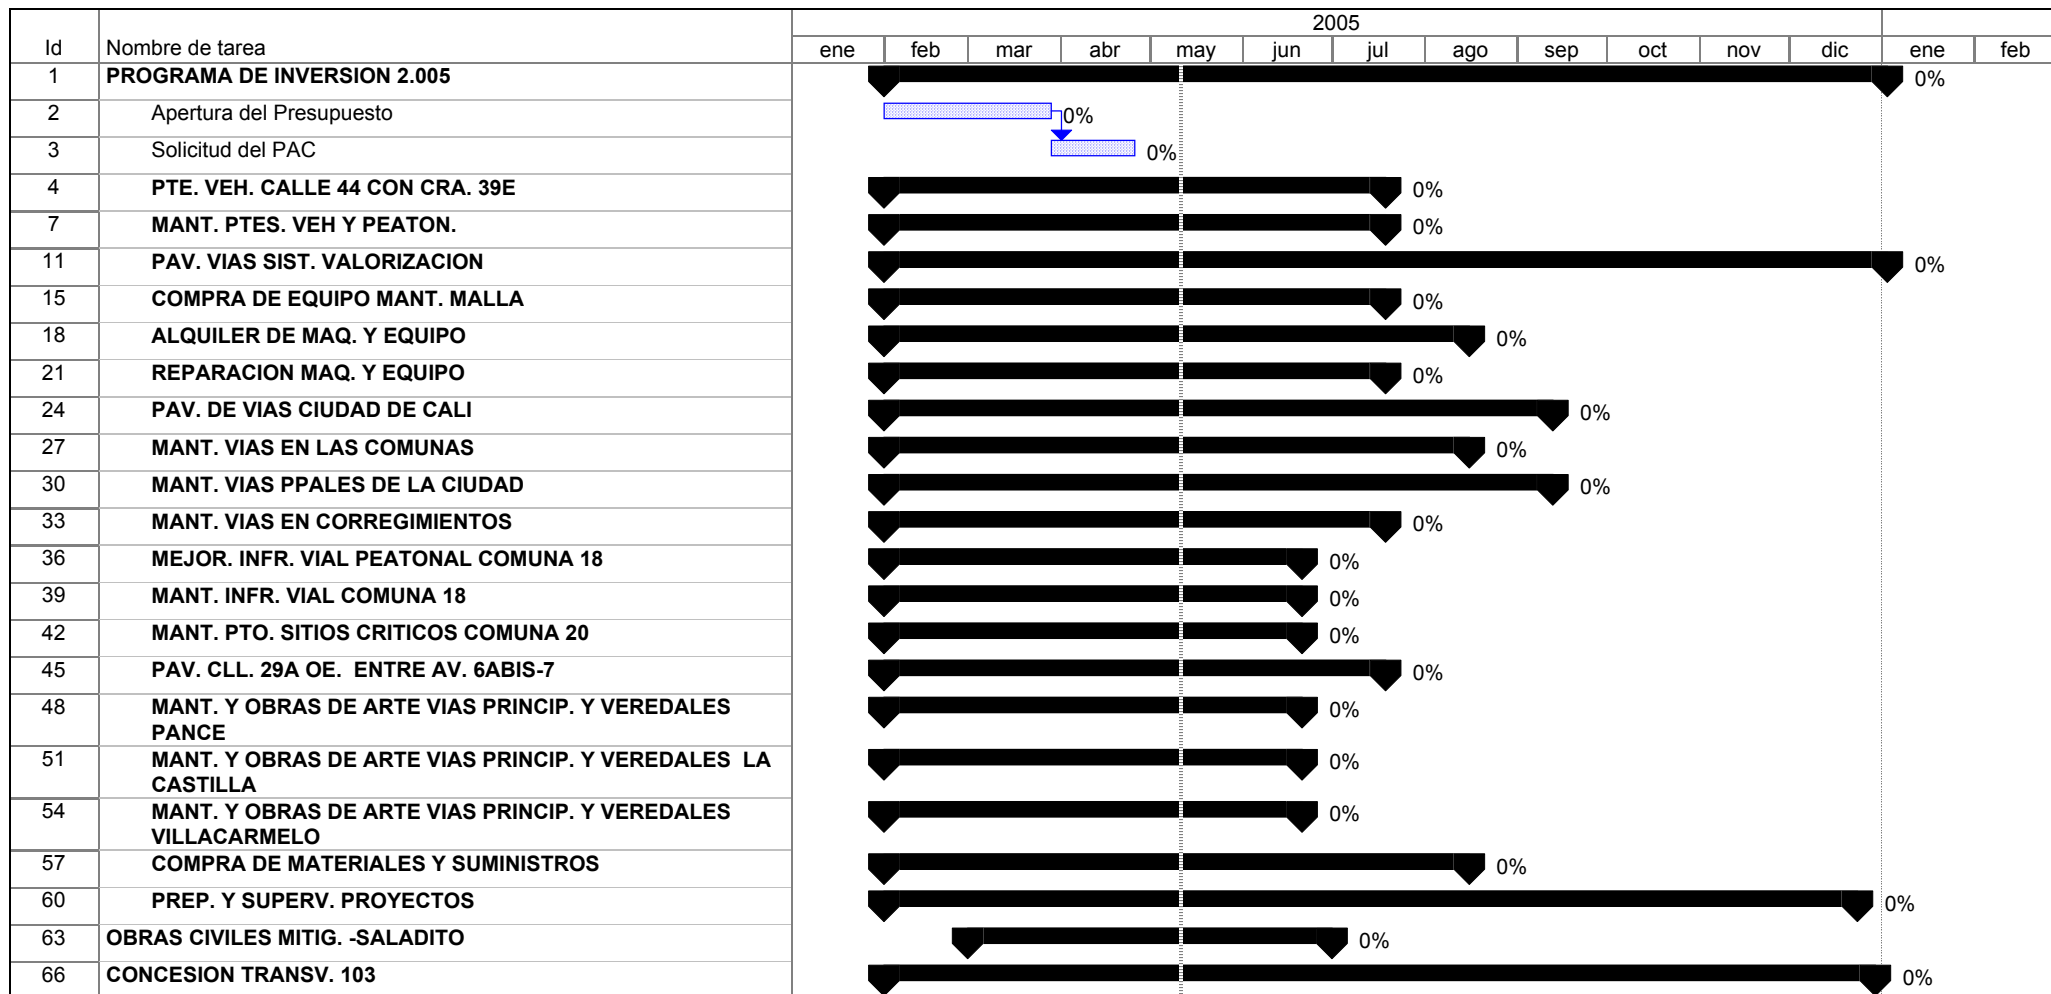 2005
Id Nombre de tarea ene feb mar abr may jun jul ago sep oct nov dic ene feb
1 PROGRAMA DE INVERSION 2.005 0%
2 Apertura del Presupuesto 0%
3 Solicitud del PAC 0%
4 PTE. VEH. CALLE 44 CON CRA. 39E 0%
7 MANT. PTES. VEH Y PEATON. 0%
11 PAV. VIAS SIST. VALORIZACION 0%
15 COMPRA DE EQUIPO MANT. MALLA 0%
18 ALQUILER DE MAQ. Y EQUIPO 0%
21 REPARACION MAQ. Y EQUIPO 0%
24 PAV. DE VIAS CIUDAD DE CALI 0%
27 MANT. VIAS EN LAS COMUNAS 0%
30 MANT. VIAS PPALES DE LA CIUDAD 0%
33 MANT. VIAS EN CORREGIMIENTOS 0%
36 MEJOR. INFR. VIAL PEATONAL COMUNA 18 0%
39 MANT. INFR. VIAL COMUNA 18 0%
42 MANT. PTO. SITIOS CRITICOS COMUNA 20 0%
45 PAV. CLL. 29A OE. ENTRE AV. 6ABIS-7 0%
48 MANT. Y OBRAS DE ARTE VIAS PRINCIP. Y VEREDALES 0%
PANCE
51 MANT. Y OBRAS DE ARTE VIAS PRINCIP. Y VEREDALES LA 0%
CASTILLA
54 MANT. Y OBRAS DE ARTE VIAS PRINCIP. Y VEREDALES 0%
VILLACARMELO
57 COMPRA DE MATERIALES Y SUMINISTROS 0%
60 PREP. Y SUPERV. PROYECTOS 0%
63 OBRAS CIVILES MITIG. -SALADITO 0%
66 CONCESION TRANSV. 103 0%